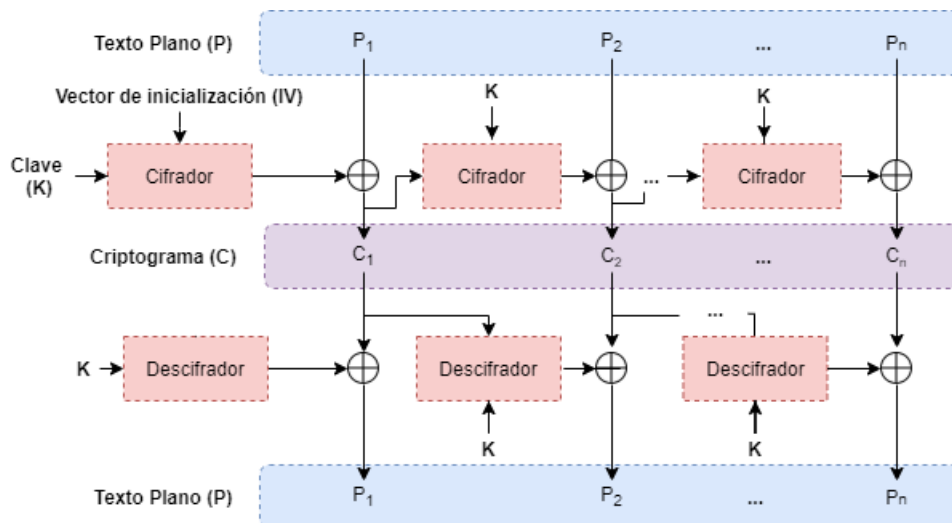 Texto Plano (P) P1 P2 ... Pn
Vector de inicialización (IV) K K
Clave
(K)
Cifrador Cifrador ... Cifrador
Criptograma (C) C1 C2 ... Cn
...
K Descifrador Descifrador Descifrador
K K
Texto Plano (P) P1 P2 ... Pn